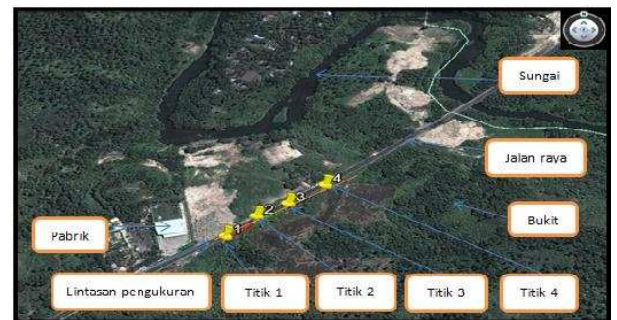 Sungai
Jalan raya
4
3
2
Bukit
1
Pabrik
Lintasan pengukuran
Titik 1
Titik 2
Titik 3
Titik 4